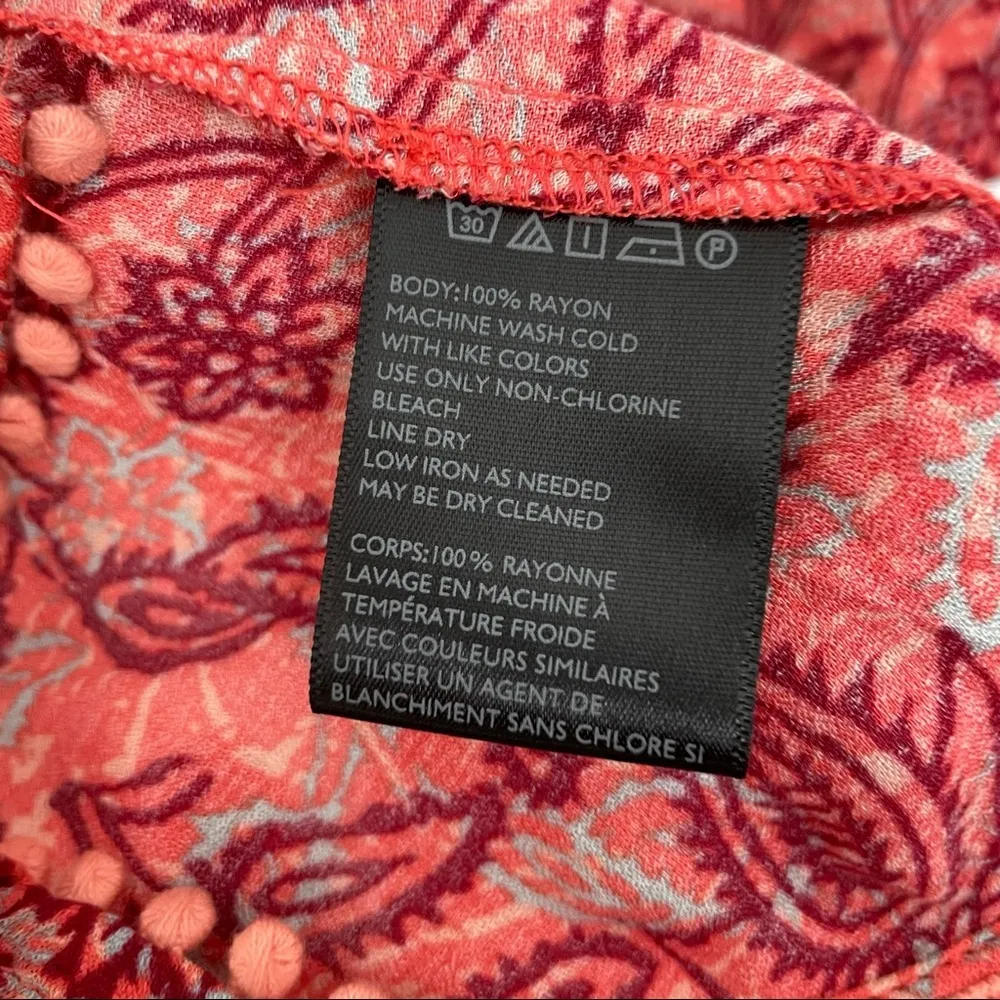 30 P
BODY:100% RAYON
MACHINE WASH COLD
WITH LIKE COLORS
USE ONLY NON-CHLORINE
BLEACH
LINE DRY
LOW IRON AS NEEDED
MAY BE DRY CLEANED
CORPS:100% RAYONNE
LAVAGE EN MACHINE À
TEMPÉRATURE FROIDE
AVEC COULEURS SIMILAIRES
UTILISER UN AGENT DE
BLANCHIMENT SANS CHLORE SI